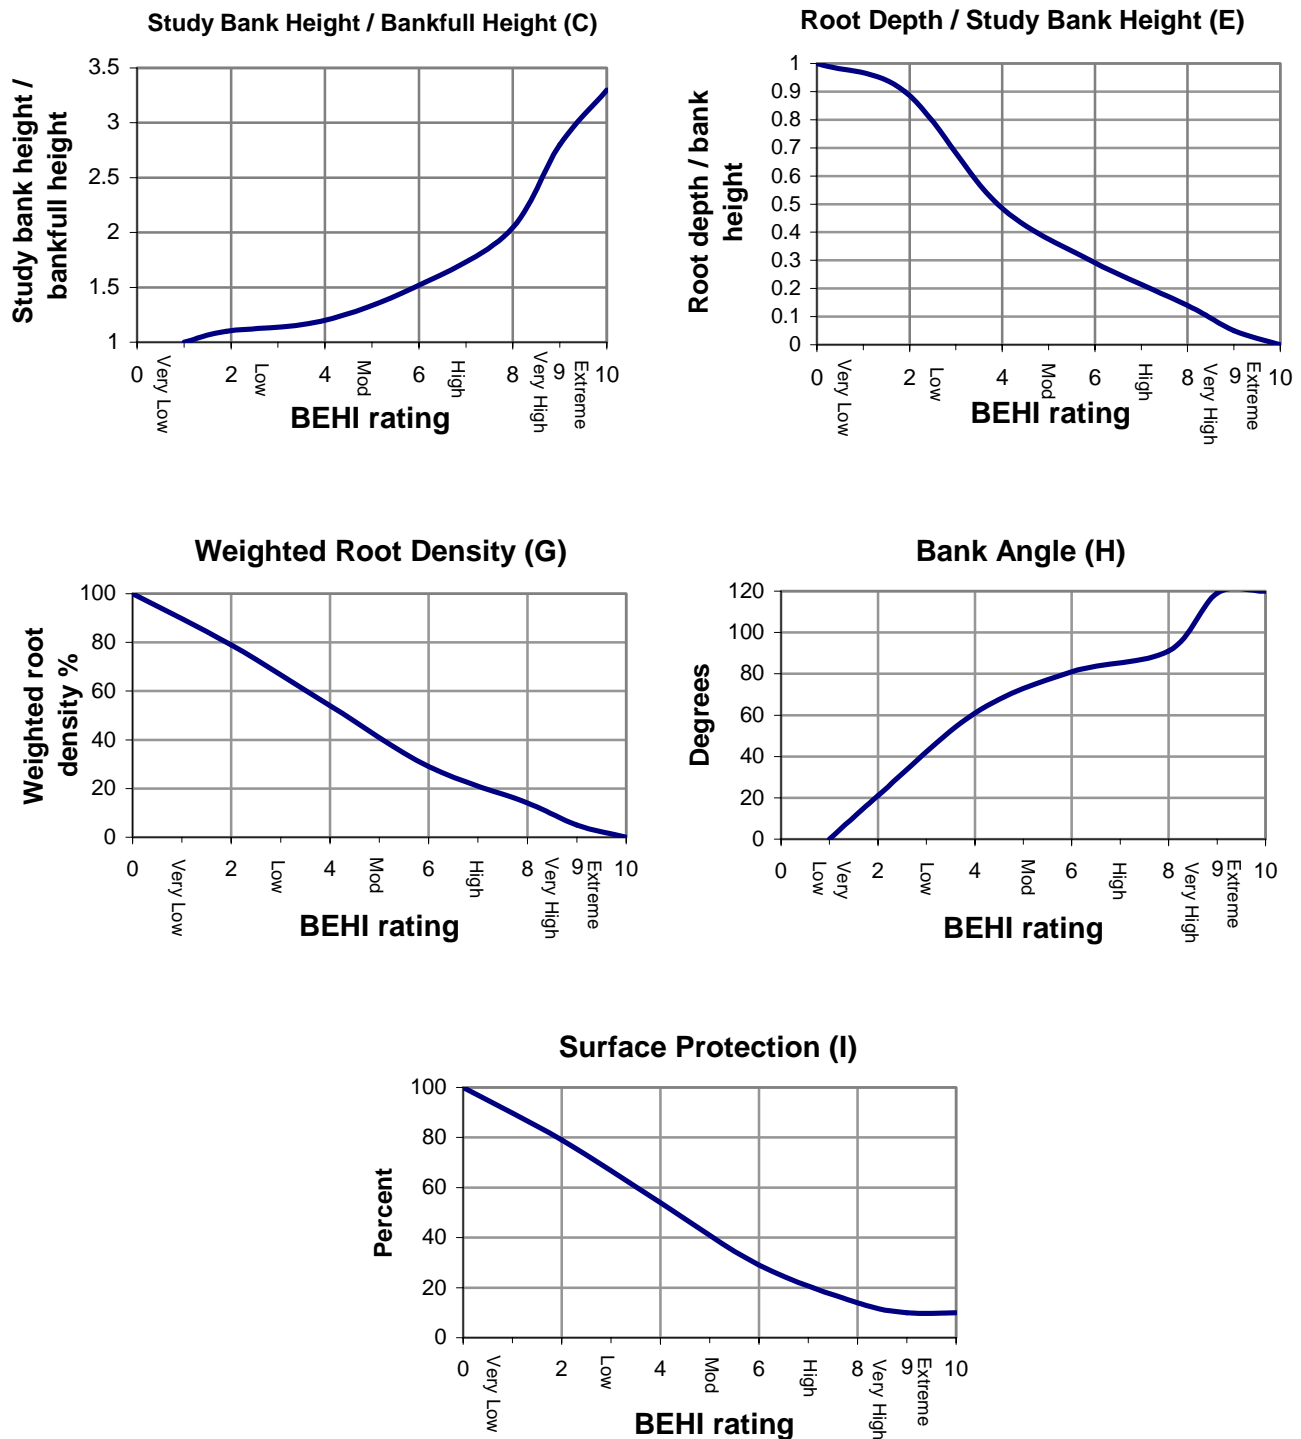 Study Bank Height / Bankfull Height (C)
Study bank height /
bankfull height
3.5
3
2.5
2
1.5
1
0
2
4
6
8
9
10
Very Low
Low
Mod
High
Very High
Extreme
BEHI rating
Root Depth / Study Bank Height (E)
Root depth / bank
height
1
0.9
0.8
0.7
0.6
0.5
0.4
0.3
0.2
0.1
0
0
2
4
6
8
9
10
Very Low
Low
Mod
High
Very High
Extreme
BEHI rating
Weighted Root Density (G)
Weighted root
density %
100
80
60
40
20
0
0
2
4
6
8
9
10
Very Low
Low
Mod
High
Very High
Extreme
BEHI rating
Bank Angle (H)
Degrees
120
100
80
60
40
20
0
0
2
4
6
8
9
10
Very
Low
Low
Mod
High
Very High
Extreme
BEHI rating
Surface Protection (I)
Percent
100
80
60
40
20
0
0
2
4
6
8
9
10
Very Low
Low
Mod
High
Very High
Extreme
BEHI rating